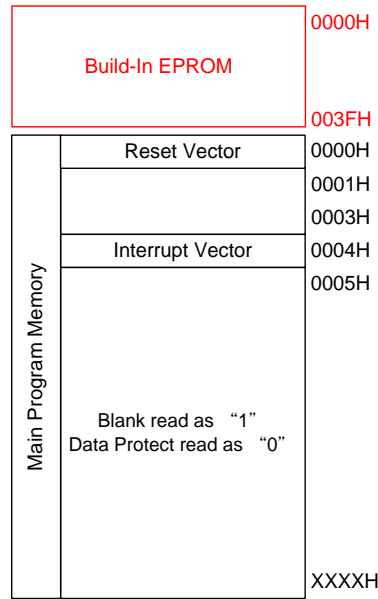 0000H
Build-In EPROM
003FH
Reset Vector 0000H
0001H
0003H
Interrupt Vector 0004H
0005H
Main Program Memory
Blank read as “1”
Data Protect read as “0”
XXXXH